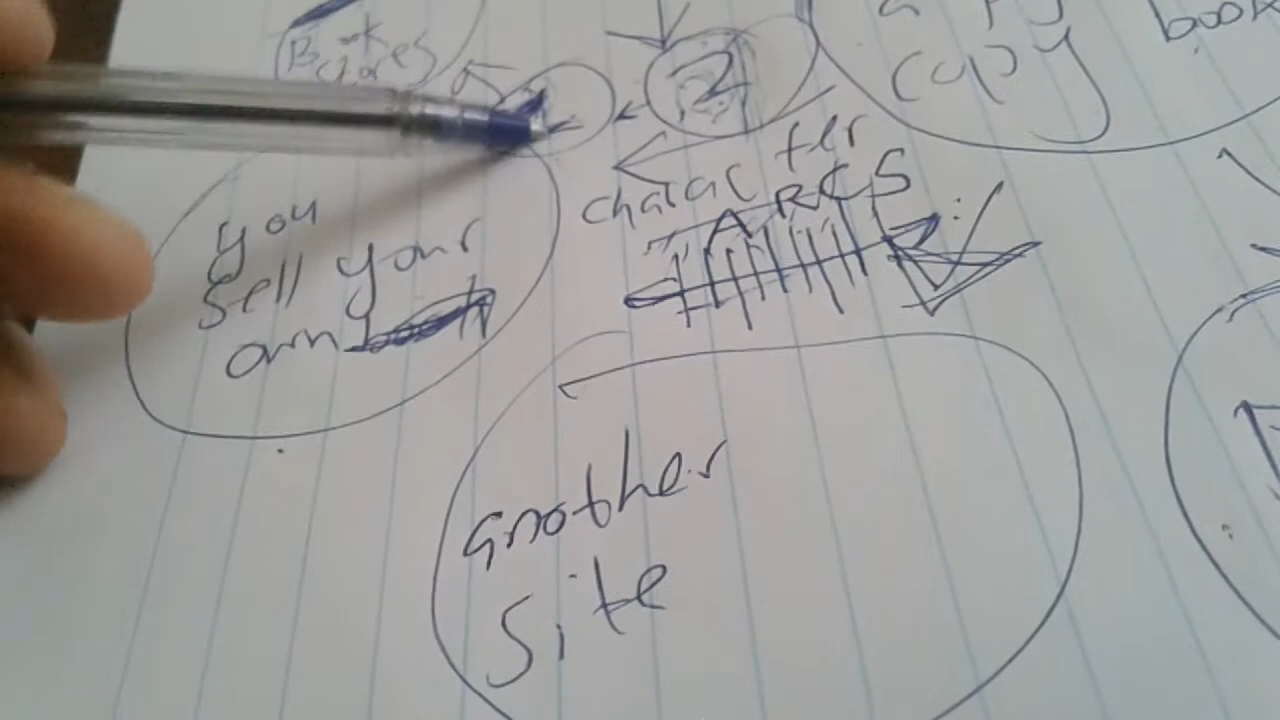 Book
Stores
2
copy
book
character
ARCS
you
sell your
own
another
site